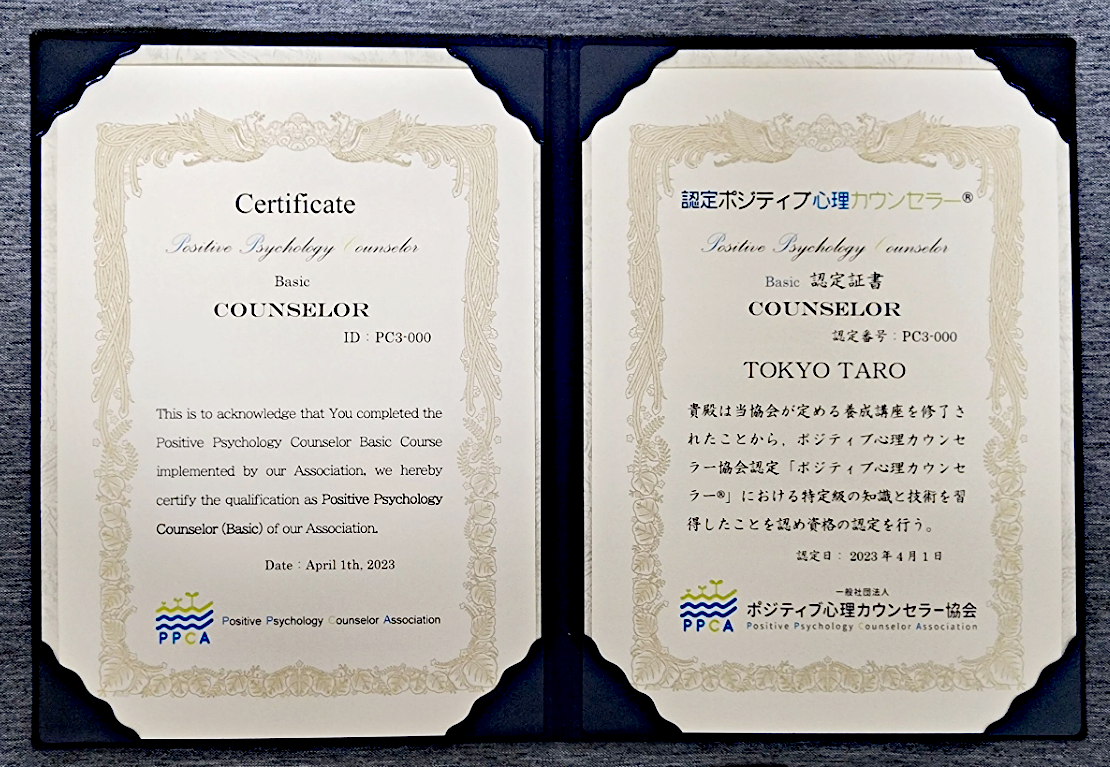 Certificate
Positive Psychology Counselor
Basic
COUNSELOR
ID : PC3-000
This is to acknowledge that You completed the
Positive Psychology Counselor Basic Course
implemented by our Association, we hereby
certify the qualification as Positive Psychology
Counselor (Basic) of our Association.
Date : April 1th, 2023
PPCA
Positive Psychology Counselor Association
認定ポジティブ心理カウンセラー®
Positive Psychology Counselor
Basic 認定証書
COUNSELOR
認定番号 : PC3-000
TOKYO TARO
貴殿は当協会が定める養成講座を修了さ
れたことから、ポジティブ心理カウンセ
ラー協会認定「ポジティブ心理カウンセ
ラー®」における特定級の知識と技術を習
得したことを認め資格の認定を行う。
認定日 : 2023年4月1日
一般社団法人
ポジティブ心理カウンセラー協会
PPCA
Positive Psychology Counselor Association